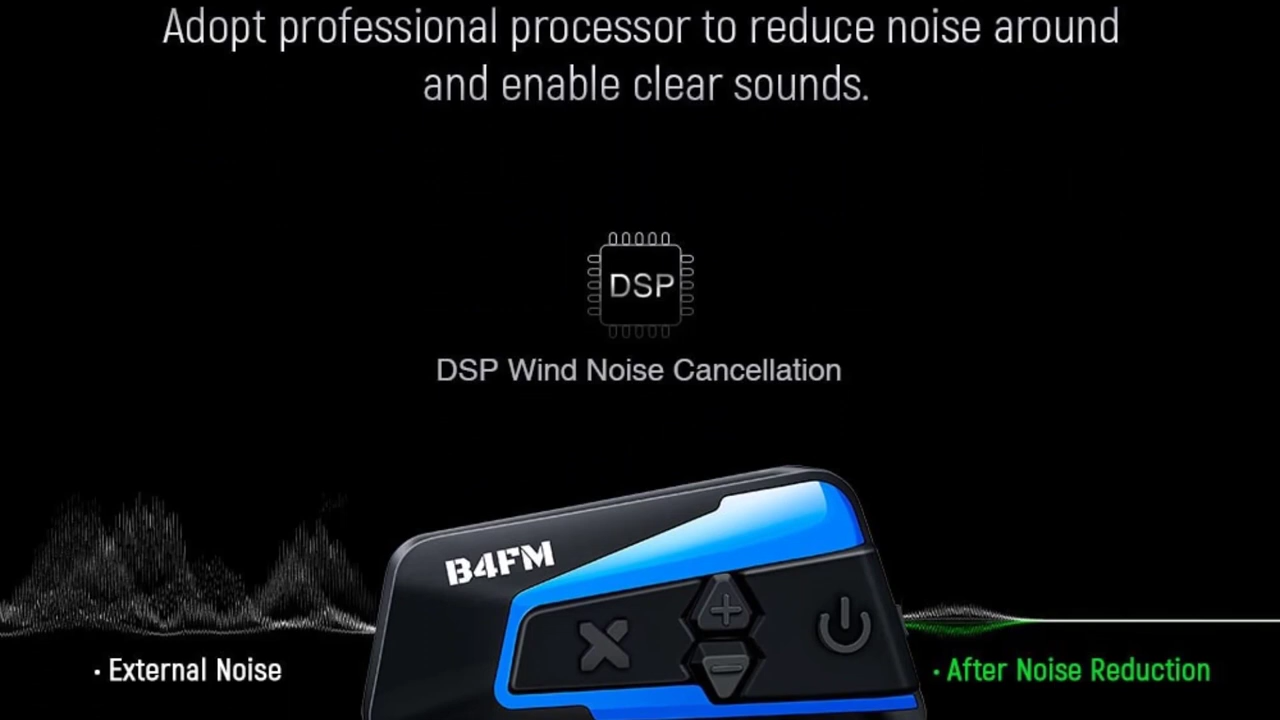 Adopt professional processor to reduce noise around
and enable clear sounds.
DSP
DSP Wind Noise Cancellation
B4FM
· External Noise
· After Noise Reduction